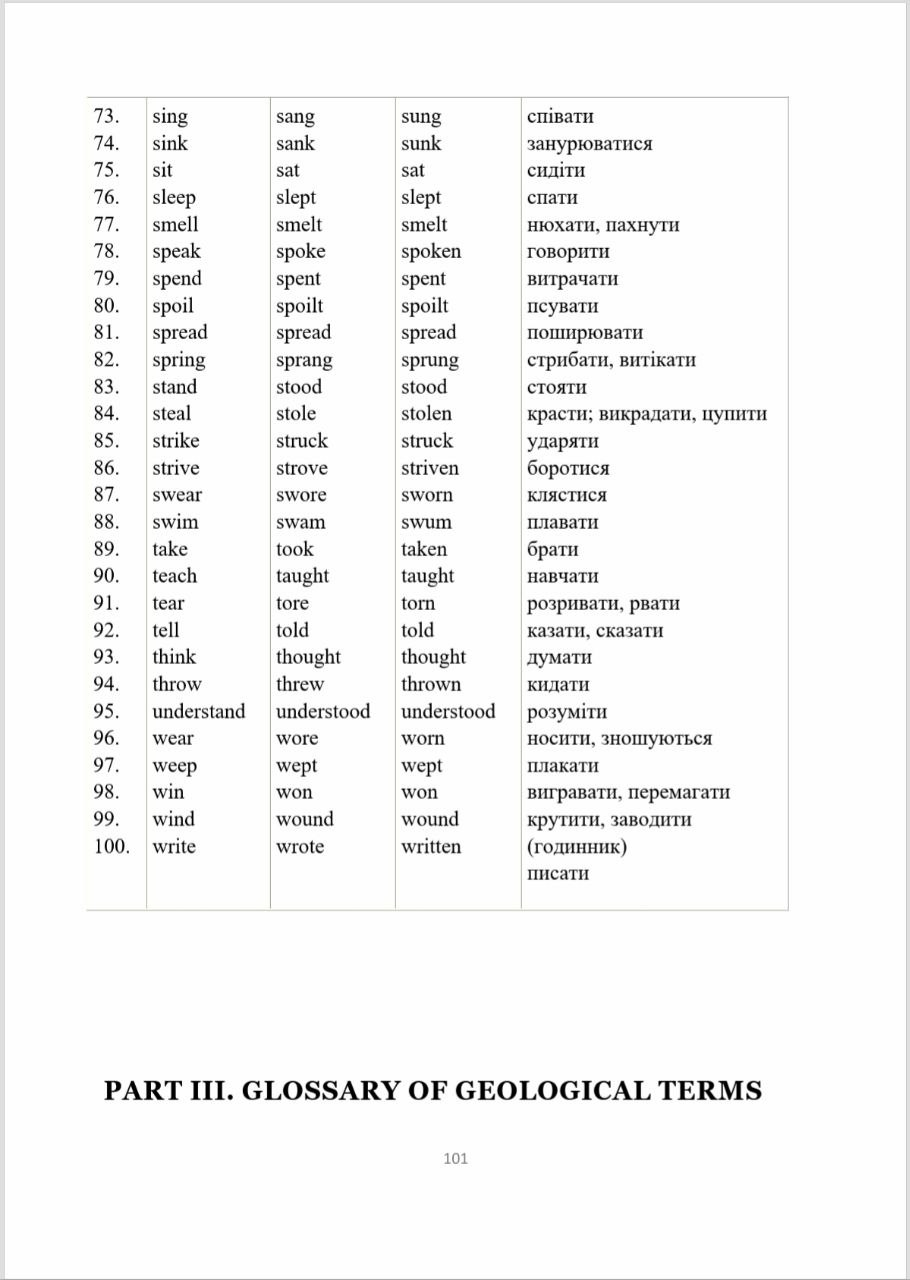 73. sing sang sung співати
74. sink sank sunk занурюватися
75. sit sat sat сидіти
76. sleep slept slept спати
77. smell smelt smelt нюхати, пахнути
78. speak spoke spoken говорити
79. spend spent spent витрачати
80. spoil spoilt spoilt псувати
81. spread spread spread поширювати
82. spring sprang sprung стрибати, витікати
83. stand stood stood стояти
84. steal stole stolen красти; викрадати, цупити
85. strike struck struck ударяти
86. strive strove striven боротися
87. swear swore sworn клястися
88. swim swam swum плавати
89. take took taken брати
90. teach taught taught навчати
91. tear tore torn розривати, рвати
92. tell told told казати, сказати
93. think thought thought думати
94. throw threw thrown кидати
95. understand understood understood розуміти
96. wear wore worn носити, зношуються
97. weep wept wept плакати
98. win won won вигравати, перемагати
99. wind wound wound крутити, заводити
100. write wrote written (годинник)
писати
PART III. GLOSSARY OF GEOLOGICAL TERMS
101